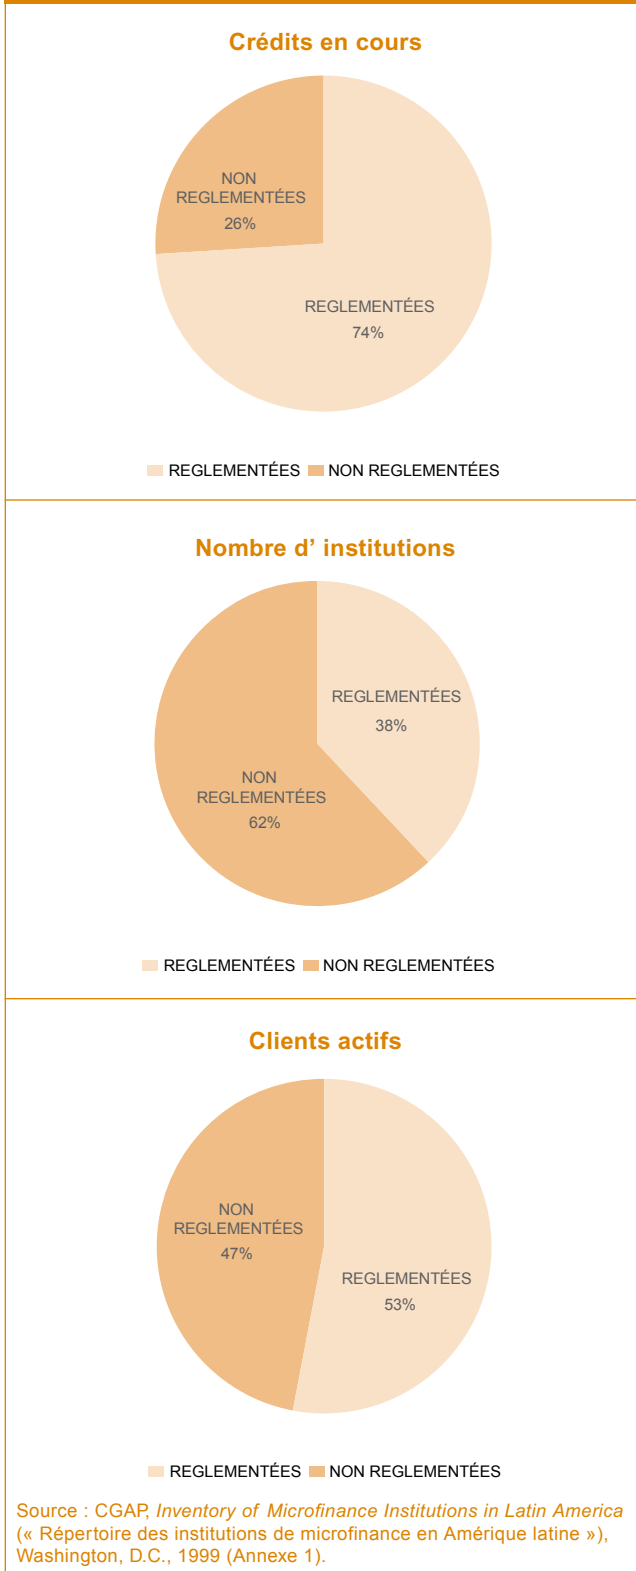 Crédits en cours
NON
REGLEMENTÉES
26%
REGLEMENTÉES
74%
REGLEMENTÉES NON REGLEMENTÉES
Nombre d’ institutions
REGLEMENTÉES
38%
NON
REGLEMENTÉES
62%
REGLEMENTÉES NON REGLEMENTÉES
Clients actifs
NON
REGLEMENTÉES
47%
REGLEMENTÉES
53%
REGLEMENTÉES NON REGLEMENTÉES
Source : CGAP, Inventory of Microfinance Institutions in Latin America
(« Répertoire des institutions de microfinance en Amérique latine »),
Washington, D.C., 1999 (Annexe 1).